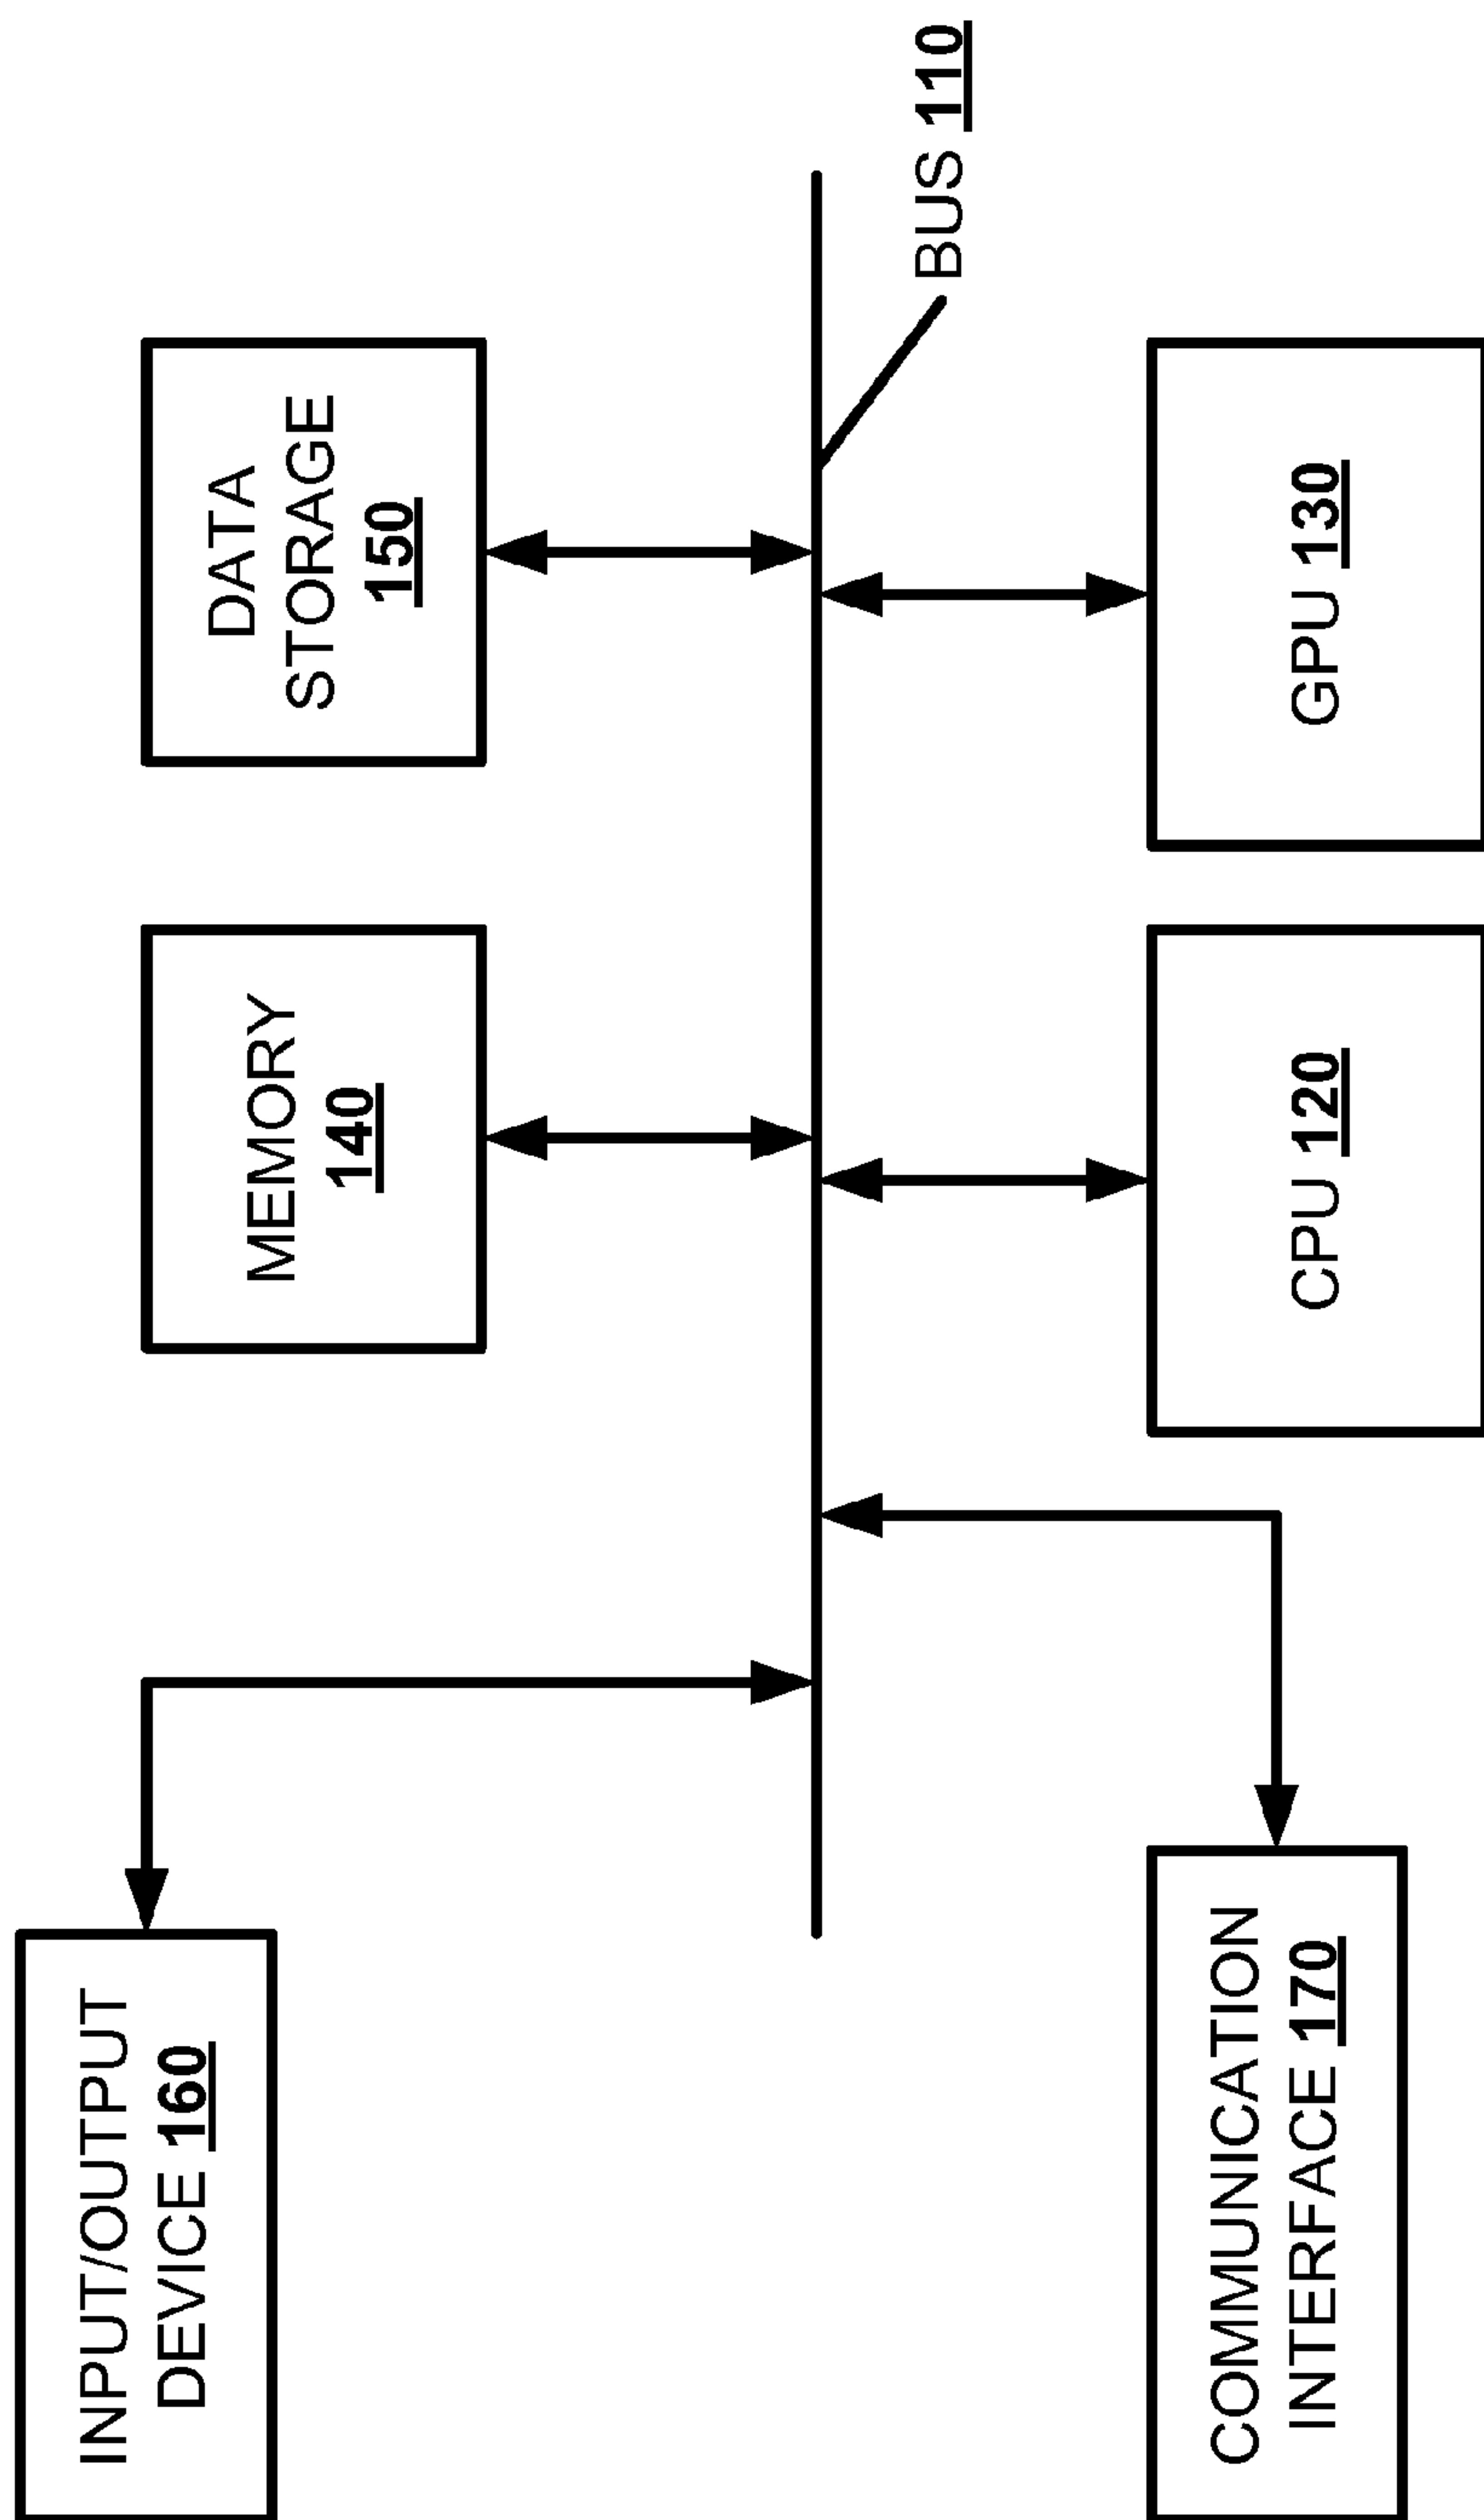 INPUT/OUTPUT
DEVICE 160
MEMORY
140
DATA
STORAGE
150
BUS 110
COMMUNICATION
INTERFACE 170
CPU 120
GPU 130